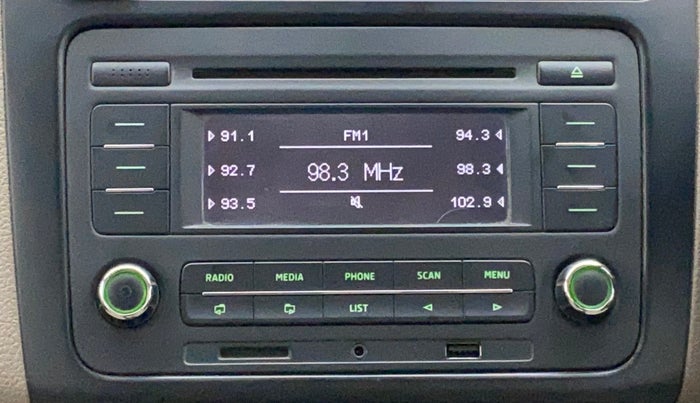 91.1 FM1 94.3
92.7 98.3 MHz 98.3
93.5 102.9
RADIO MEDIA PHONE SCAN MENU
LIST